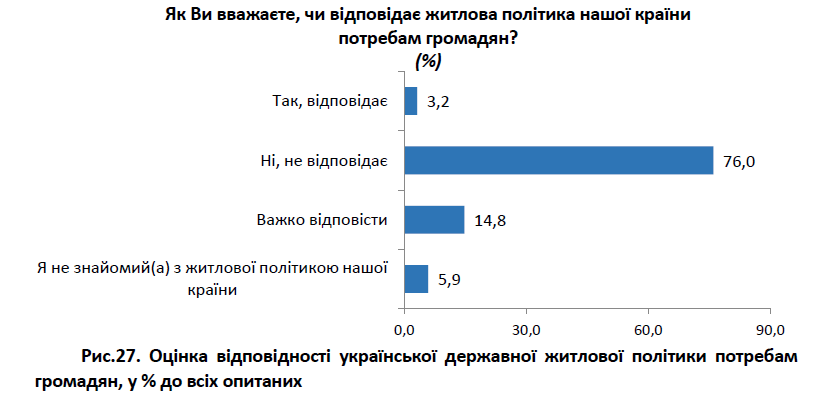 Як Ви вважаєте, чи відповідає житлова політика нашої країни
потребам громадян?
(%)
Так, відповідає 3,2
Ні, не відповідає 76,0
Важко відповісти 14,8
Я не знайомий(а) з житлової політикою нашої
країни 5,9
0,0 30,0 60,0 90,0
Рис.27. Оцінка відповідності української державної житлової політики потребам
громадян, у % до всіх опитаних